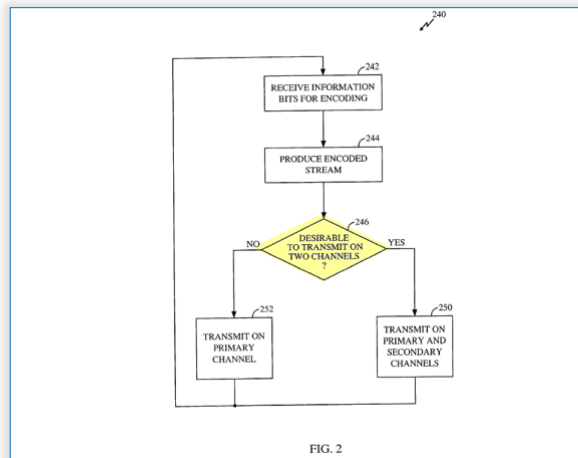 240
242
RECEIVE INFORMATION
BITS FOR ENCODING
244
PRODUCE ENCODED
STREAM
246
DESIRABLE
TO TRANSMIT ON
TWO CHANNELS
?
NO
YES
252
TRANSMIT ON
PRIMARY
CHANNEL
250
TRANSMIT ON
PRIMARY AND
SECONDARY
CHANNELS
FIG. 2